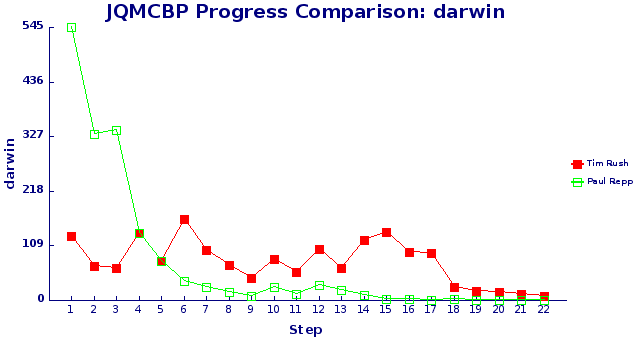 JQMCBP Progress Comparison: darwin
545
436
327
218
109
0
darwin
1 2 3 4 5 6 7 8 9 10 11 12 13 14 15 16 17 18 19 20 21 22
Step
Tim Rush
Paul Repp